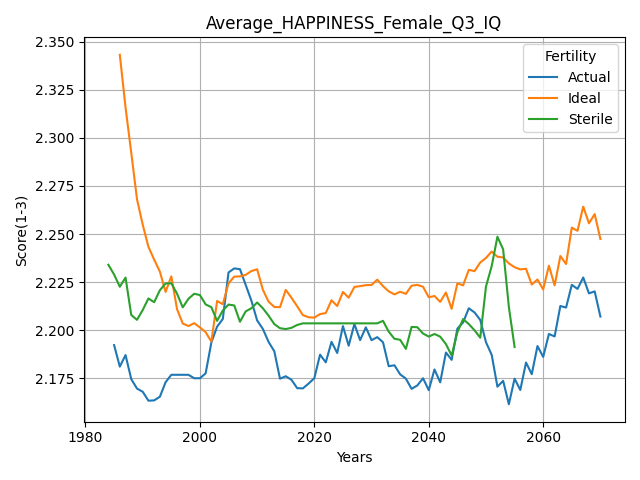 Average_HAPPINESS_Female_Q3_IQ
2.350
2.325
2.300
2.275
2.250
2.225
2.200
2.175
Score(1-3)
Fertility
Actual
Ideal
Sterile
1980
2000
2020
2040
2060
Years